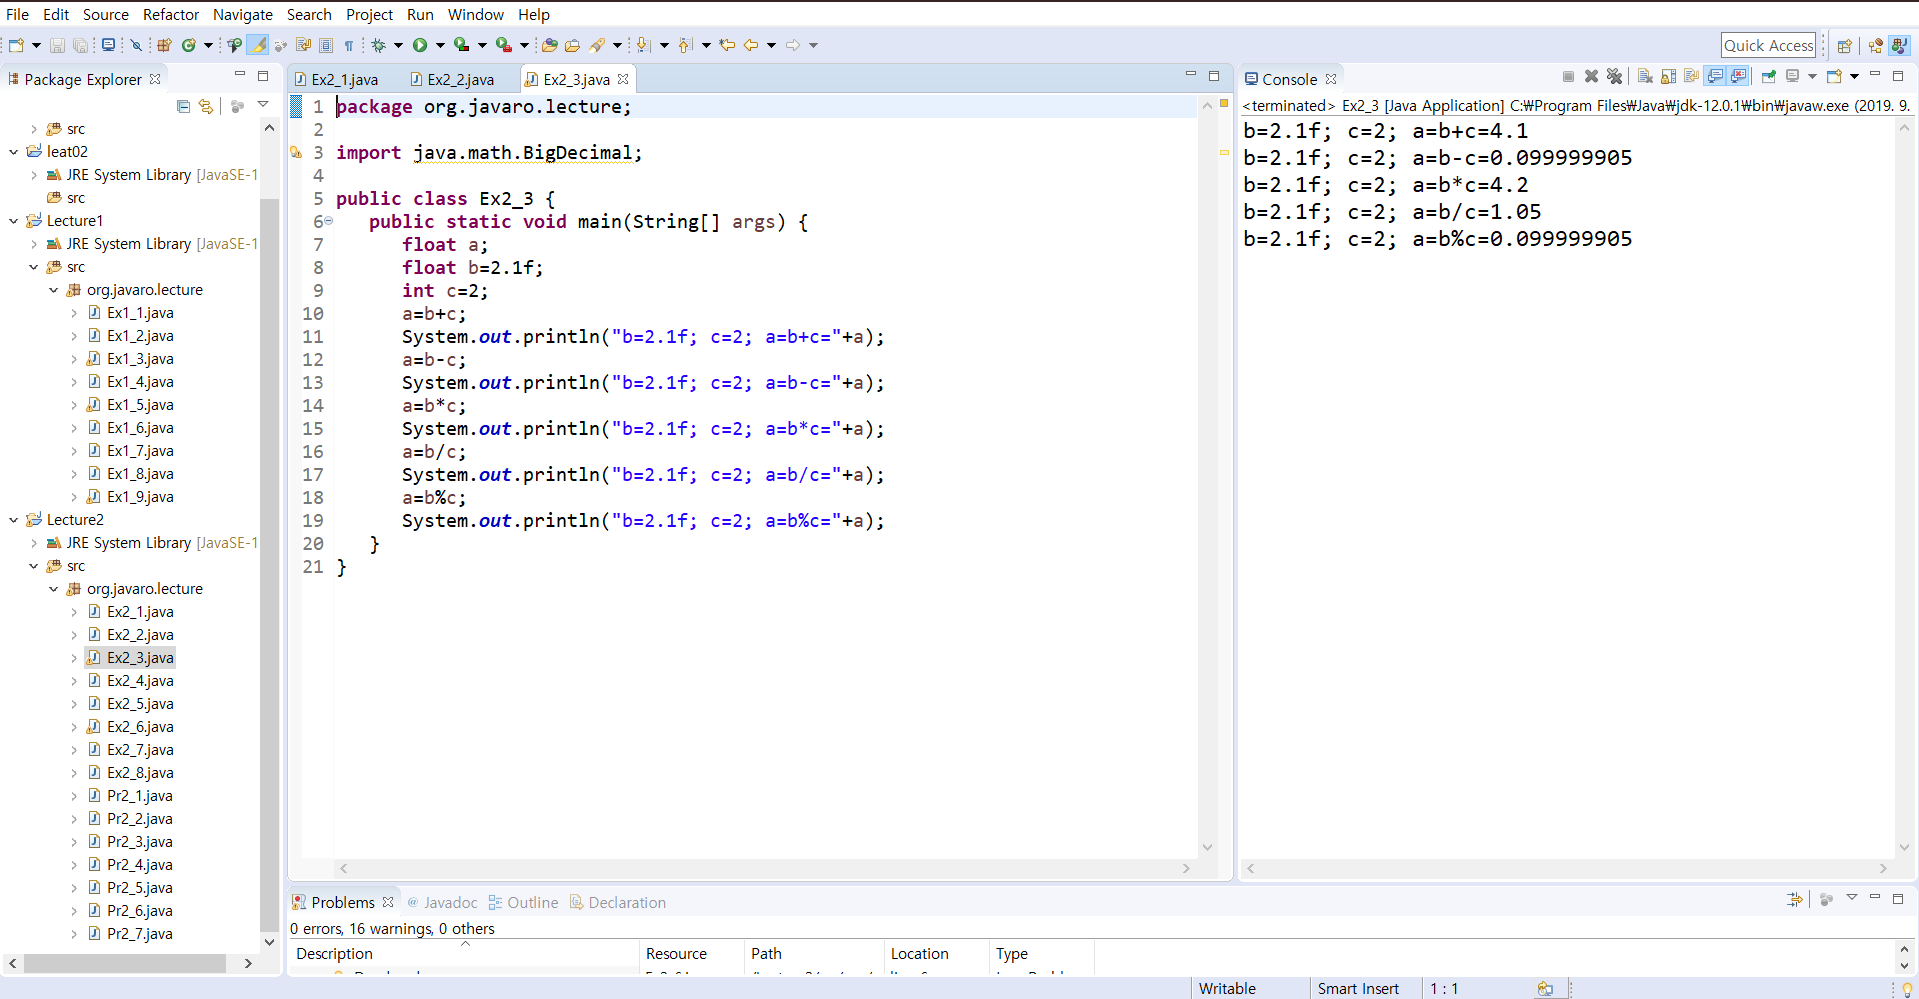 File Edit Source Refactor Navigate Search Project Run Window Help
Quick Access
Package Explorer
src
leat02
JRE System Library [JavaSE-1
src
Lecture1
JRE System Library [JavaSE-1
src
org.javaro.lecture
Ex1_1.java
Ex1_2.java
Ex1_3.java
Ex1_4.java
Ex1_5.java
Ex1_6.java
Ex1_7.java
Ex1_8.java
Ex1_9.java
Lecture2
JRE System Library [JavaSE-1
src
org.javaro.lecture
Ex2_1.java
Ex2_2.java
Ex2_3.java
Ex2_4.java
Ex2_5.java
Ex2_6.java
Ex2_7.java
Ex2_8.java
Pr2_1.java
Pr2_2.java
Pr2_3.java
Pr2_4.java
Pr2_5.java
Pr2_6.java
Pr2_7.java
Ex2_1.java Ex2_2.java Ex2_3.java
1 package org.javaro.lecture;
2
3 import java.math.BigDecimal;
4
5 public class Ex2_3 {
6 public static void main(String[] args) {
7 float a;
8 float b=2.1f;
9 int c=2;
10 a=b+c;
11 System.out.println("b=2.1f; c=2; a=b+c="+a);
12 a=b-c;
13 System.out.println("b=2.1f; c=2; a=b-c="+a);
14 a=b*c;
15 System.out.println("b=2.1f; c=2; a=b*c="+a);
16 a=b/c;
17 System.out.println("b=2.1f; c=2; a=b/c="+a);
18 a=b%c;
19 System.out.println("b=2.1f; c=2; a=b%c="+a);
20 }
21 }
Console
<terminated> Ex2_3 [Java Application] C:₩Program Files₩Java₩jdk-12.0.1₩bin₩javaw.exe (2019. 9.
b=2.1f; c=2; a=b+c=4.1
b=2.1f; c=2; a=b-c=0.099999905
b=2.1f; c=2; a=b*c=4.2
b=2.1f; c=2; a=b/c=1.05
b=2.1f; c=2; a=b%c=0.099999905
Problems @ Javadoc Outline Declaration
0 errors, 16 warnings, 0 others
Description Resource Path Location Type
Writable Smart Insert 1 : 1